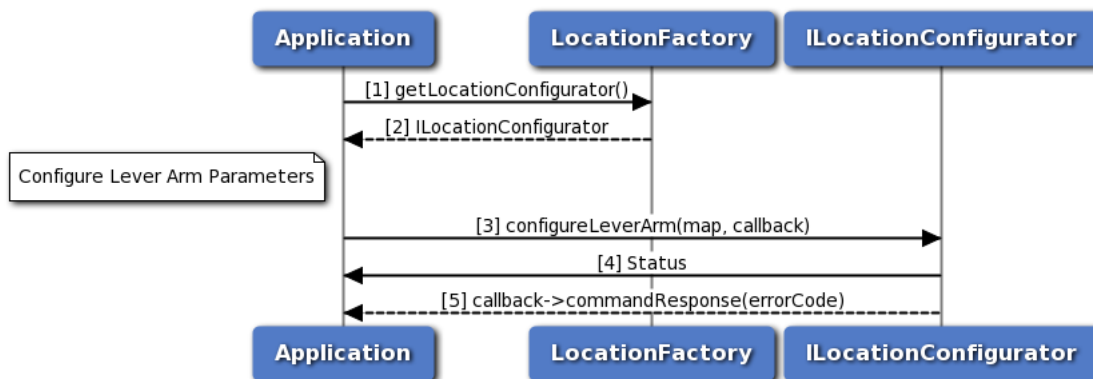 Application
LocationFactory
ILocationConfigurator
[1] getLocationConfigurator()
[2] ILocationConfigurator
Configure Lever Arm Parameters
[3] configureLeverArm(map, callback)
[4] Status
[5] callback->commandResponse(errorCode)
Application
LocationFactory
ILocationConfigurator